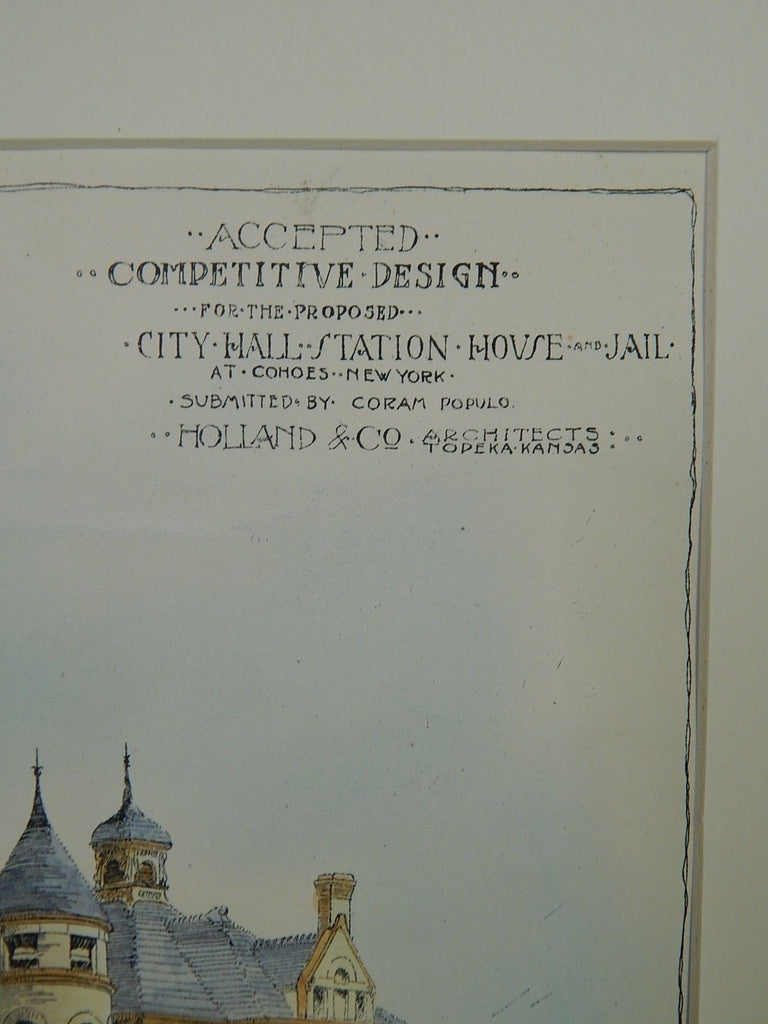 ··ACCEPTED··
··COMPETITIVE·DESIGN··
···FOR·THE·PROPOSED···
·CITY·HALL··STATION·HOVSE·AND·JAIL·
AT·COHOES··NEW YORK·
·SUBMITTED·BY· CORAM POPULO.
··HOLLAND & CO. ARCHITECTS:··
TOPEKA·KANSAS